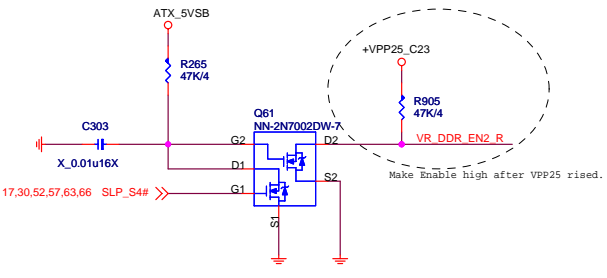 ATX_5VSB
+VPP25_C23
R265
47K/4
R905
47K/4
Q61
NN-2N7002DW-7
C303
X_0.01u16X
G2
D2
VR_DDR_EN2_R
D1
S2
Make Enable high after VPP25 rised.
17,30,52,57,63,66 SLP_S4#
G1
S1